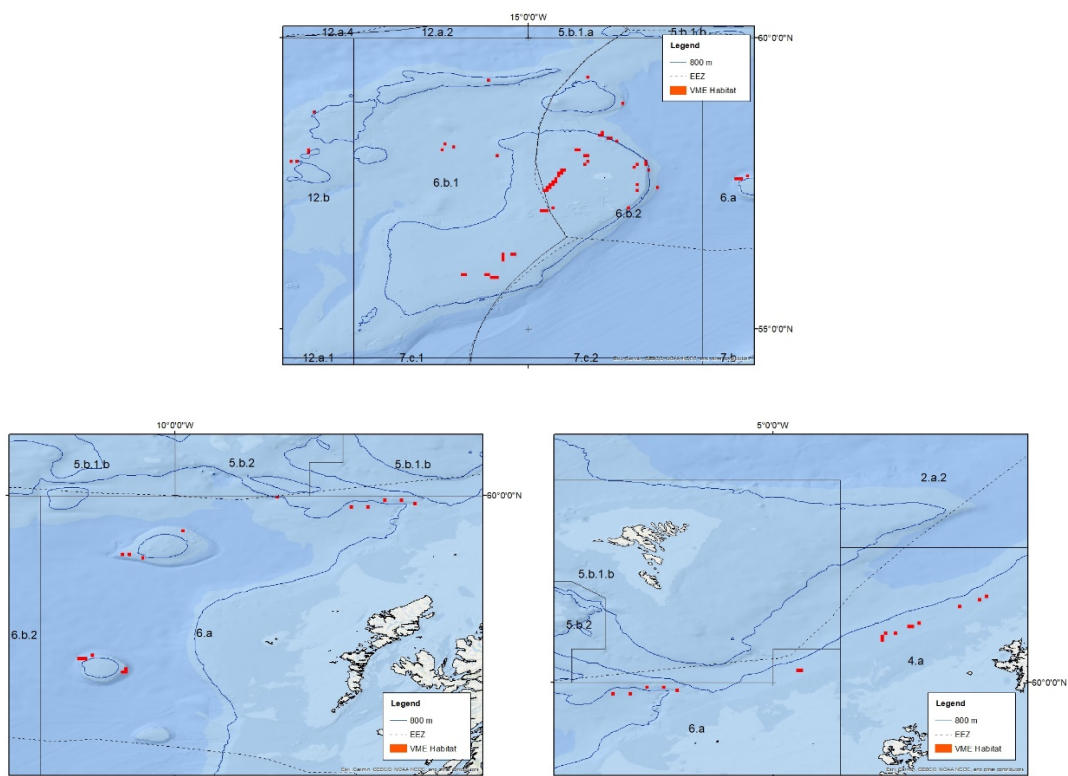 15°0'0"W
12.a.4
12.a.2
5.b.1.a
5.b.1.b
60°0'0"N
Legend
800 m
EEZ
VME Habitat
6.b.1
12.b
6.b.2
6.a
55°0'0"N
12.a.1
7.c.1
7.c.2
7.b
10°0'0"W
5.b.1.b
5.b.2
5.b.1.b
60°0'0"N
6.b.2
6.a
Legend
800 m
EEZ
VME Habitat
5°0'0"W
2.a.2
5.b.1.b
5.b.2
4.a
60°0'0"N
6.a
Legend
800 m
EEZ
VME Habitat